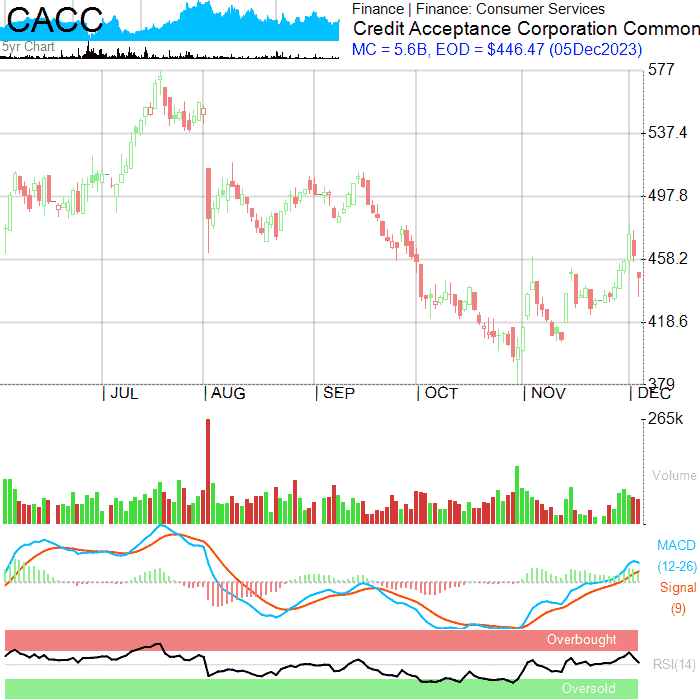 CACC
5yr Chart
Finance | Finance: Consumer Services
Credit Acceptance Corporation Common
MC = 5.6B, EOD = $446.47 (05Dec2023)
577
537.4
497.8
458.2
418.6
379
| JUL
| AUG
| SEP
| OCT
| NOV
| DEC
265k
Volume
MACD
(12-26)
Signal
(9)
Overbought
RSI(14)
Oversold